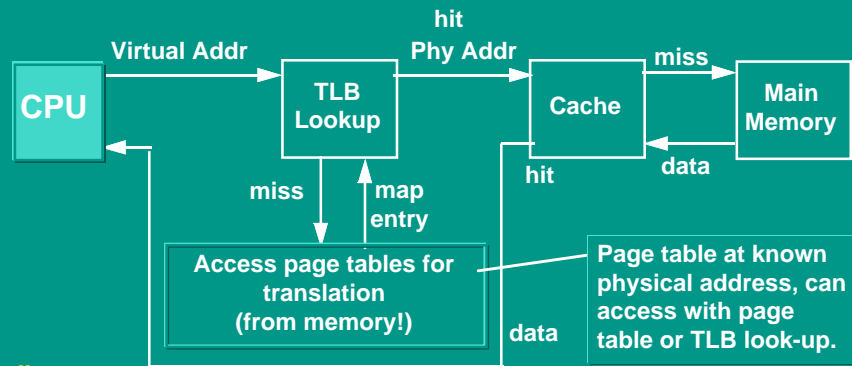 hit
Virtual Addr
Phy Addr
miss
CPU
TLB
Lookup
Cache
Main
Memory
miss
map
entry
hit
data
Access page tables for
translation
(from memory!)
Page table at known
physical address, can
access with page
table or TLB look-up.
data